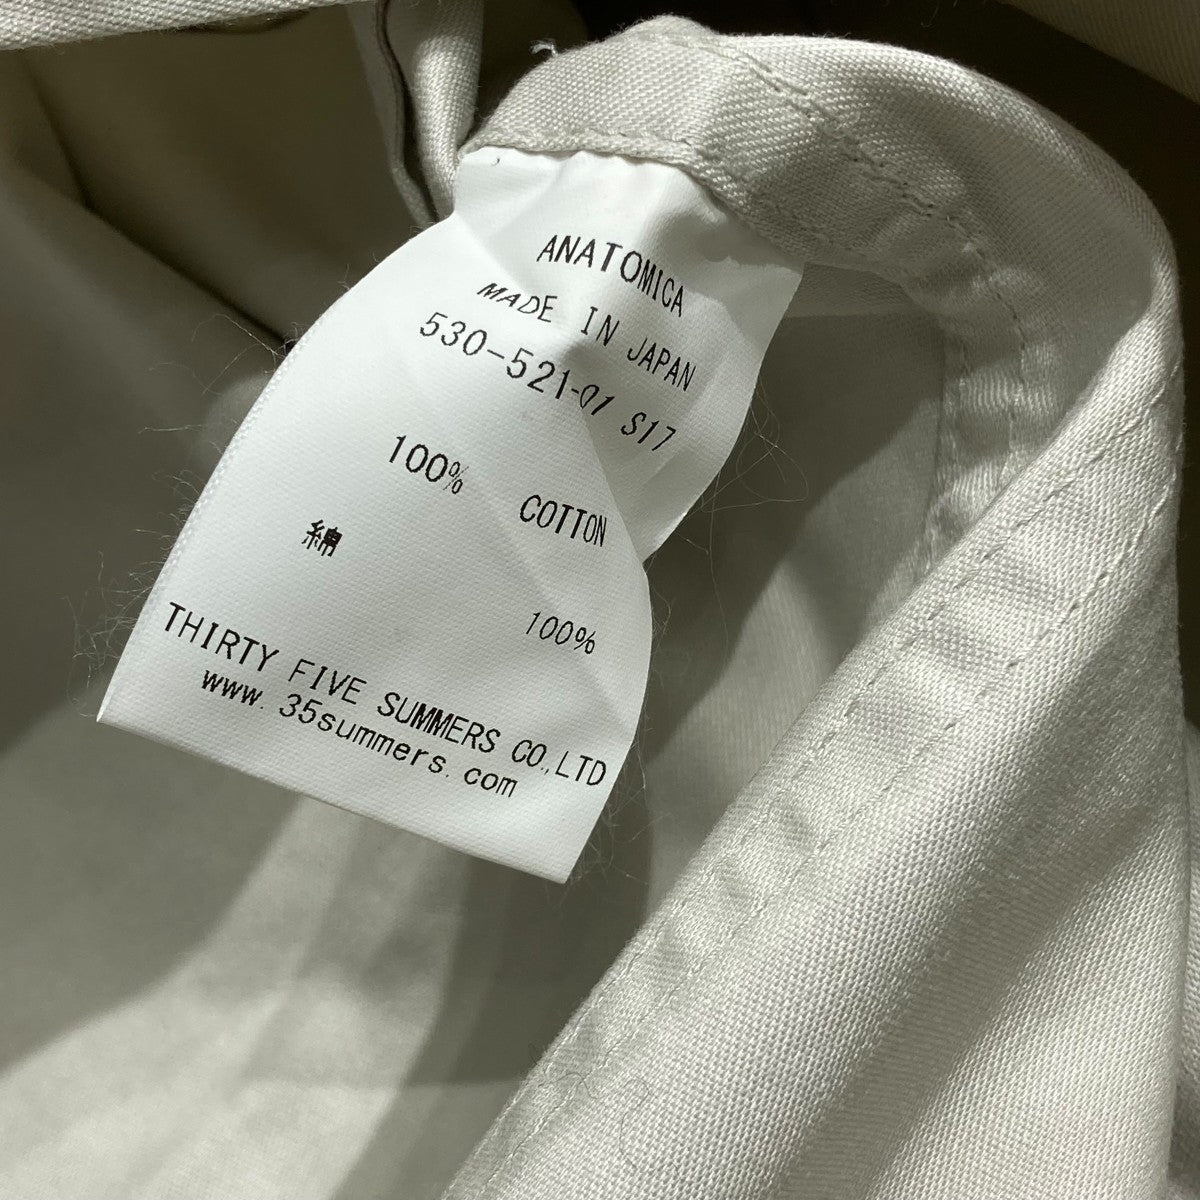 ANATOMICA
MADE IN JAPAN
530-521-01 S17
100% COTTON
綿 100%
THIRTY FIVE SUMMERS CO.,LTD
www.35summers.com